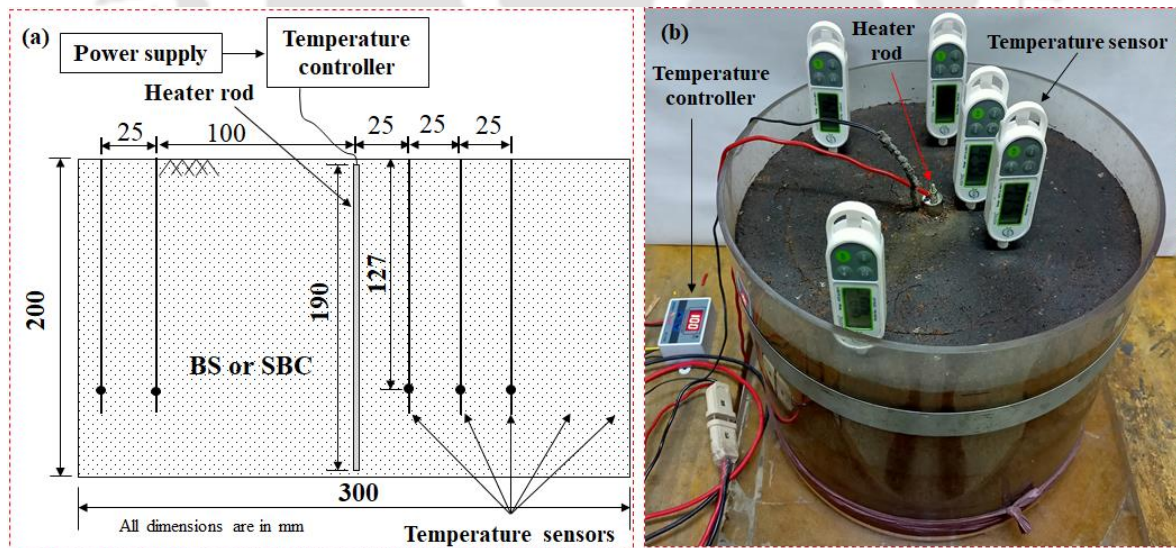 (a)
Power supply
Temperature
controller
Heater rod
25
100
25
25
25
200
190
127
BS or SBC
300
All dimensions are in mm
Temperature sensors
(b)
Heater
rod
Temperature sensor
Temperature
controller
100